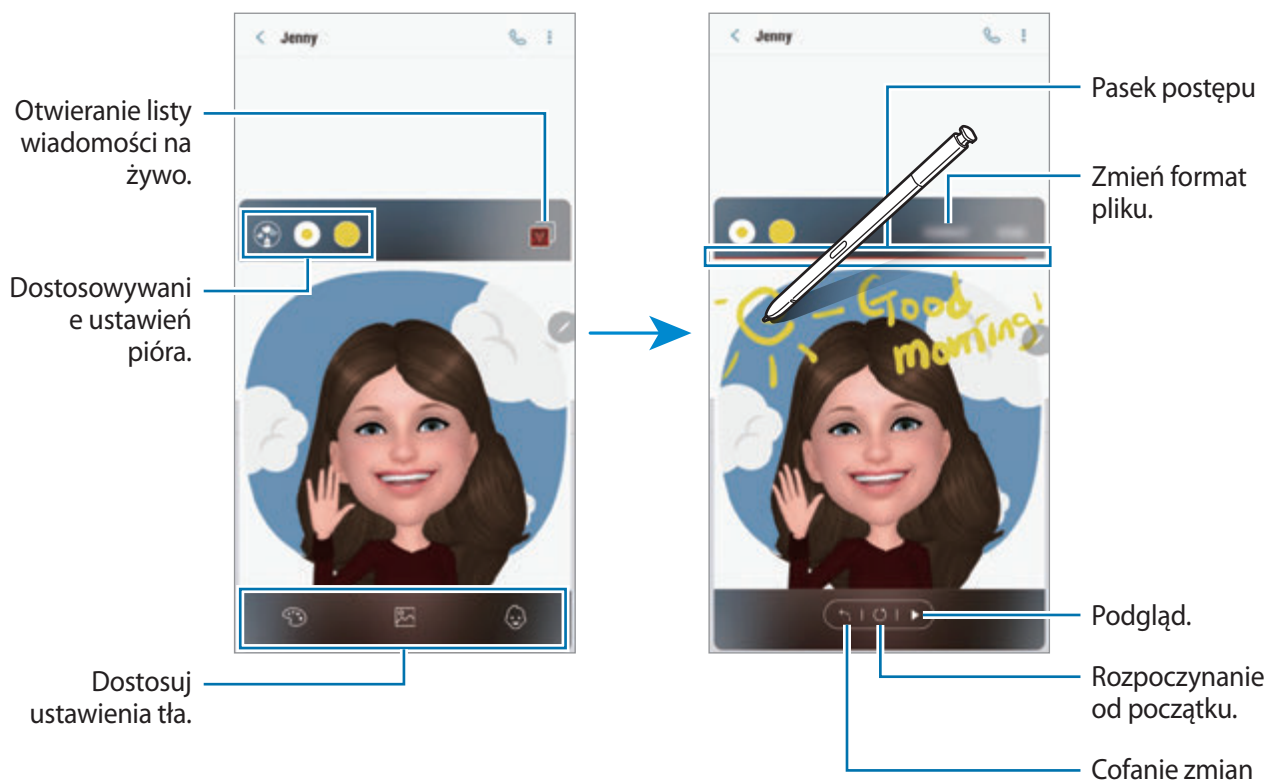 Jenny
Otwieranie listy
wiadomości na
żywo.
Dostosowywani
e ustawień
pióra.
Dostosuj
ustawienia tła.
Jenny
Pasek postępu
Zmień format
pliku.
Good
morning!
Podgląd.
Rozpoczynanie
od początku.
Cofanie zmian